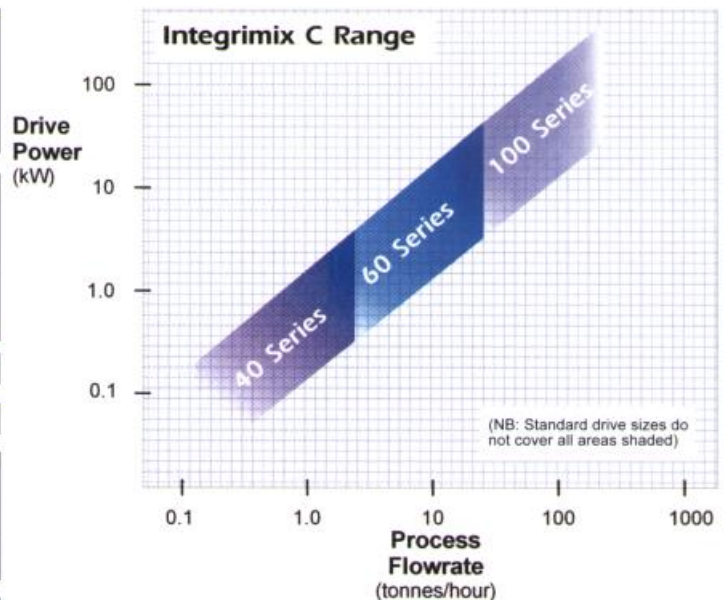 Integrimix C Range
Drive
Power
(kW)
100
10
1.0
0.1
100 Series
60 Series
40 Series
(NB: Standard drive sizes do
not cover all areas shaded)
0.1 1.0 10 100 1000
Process
Flowrate
(tonnes/hour)